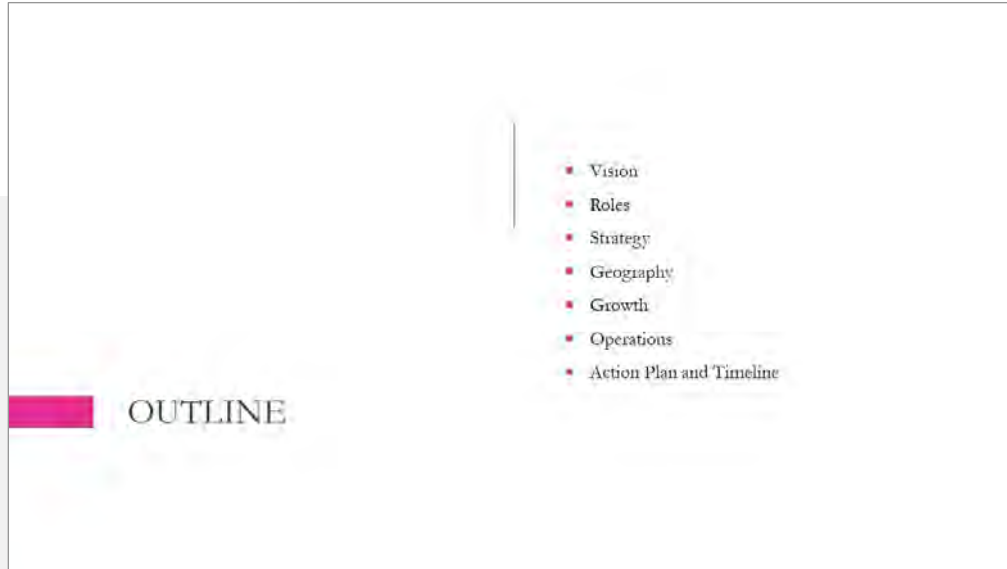 OUTLINE
Vision
Roles
Strategy
Geography
Growth
Operations
Action Plan and Timeline